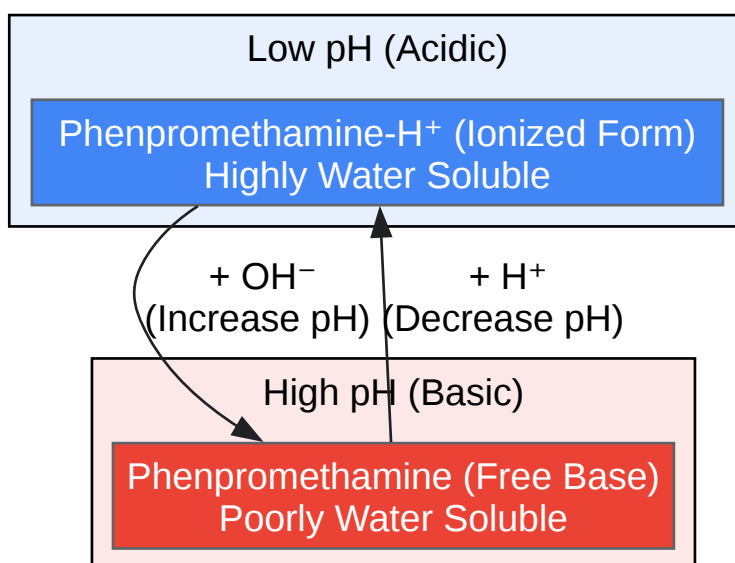 Low pH (Acidic)
Phenpromethamine-H⁺ (Ionized Form)
Highly Water Soluble
+ OH⁻
(Increase pH)
+ H⁺
(Decrease pH)
High pH (Basic)
Phenpromethamine (Free Base)
Poorly Water Soluble